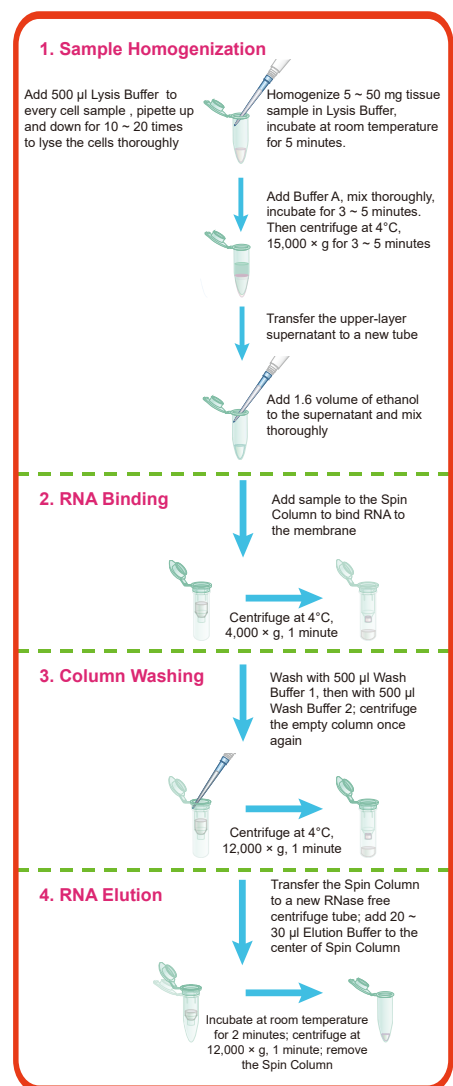 1. Sample Homogenization
Add 500 µl Lysis Buffer to
every cell sample , pipette up
and down for 10 ~ 20 times
to lyse the cells thoroughly
Homogenize 5 ~ 50 mg tissue
sample in Lysis Buffer,
incubate at room temperature
for 5 minutes.
Add Buffer A, mix thoroughly,
incubate for 3 ~ 5 minutes.
Then centrifuge at 4°C,
15,000 × g for 3 ~ 5 minutes
Transfer the upper-layer
supernatant to a new tube
Add 1.6 volume of ethanol
to the supernatant and mix
thoroughly
2. RNA Binding
Add sample to the Spin
Column to bind RNA to
the membrane
Centrifuge at 4°C,
4,000 × g, 1 minute
3. Column Washing
Wash with 500 µl Wash
Buffer 1, then with 500 µl
Wash Buffer 2; centrifuge
the empty column once
again
Centrifuge at 4°C,
12,000 × g, 1 minute
4. RNA Elution
Transfer the Spin Column
to a new RNase free
centrifuge tube; add 20 ~
30 µl Elution Buffer to the
center of Spin Column
Incubate at room temperature
for 2 minutes; centrifuge at
12,000 × g, 1 minute; remove
the Spin Column